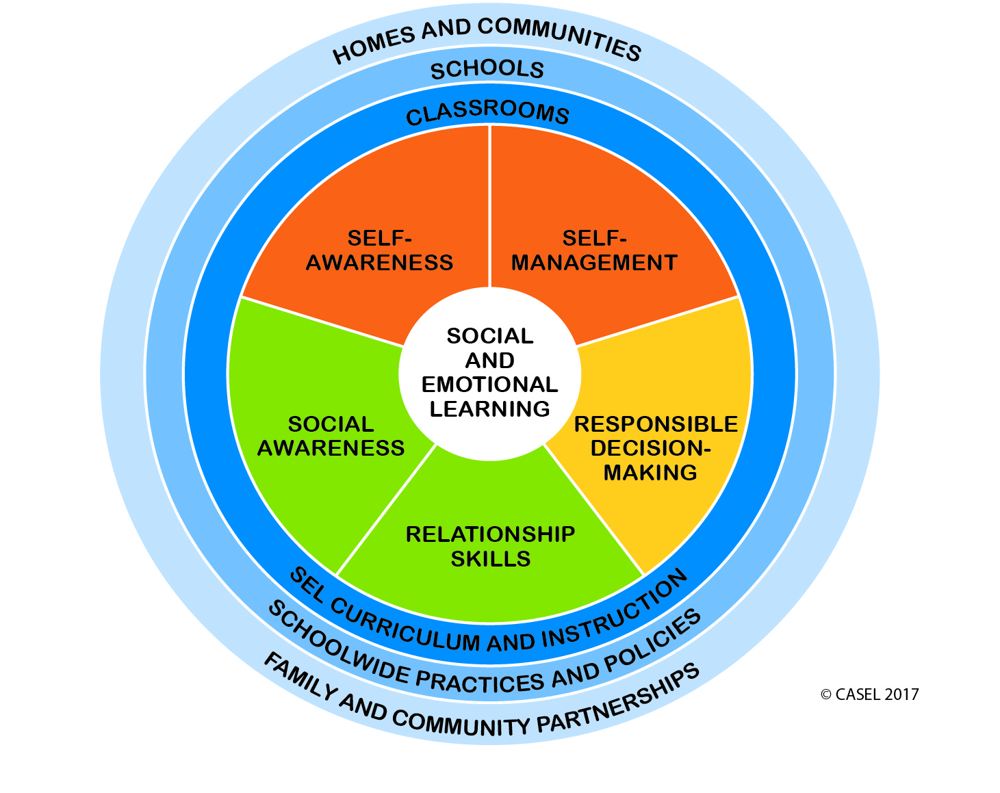 HOMES AND COMMUNITIES
SCHOOLS
CLASSROOMS
SELF-
AWARENESS
SELF-
MANAGEMENT
SOCIAL
AND
EMOTIONAL
LEARNING
SOCIAL
AWARENESS
RESPONSIBLE
DECISION-
MAKING
RELATIONSHIP
SKILLS
SEL CURRICULUM AND INSTRUCTION
SCHOOLWIDE PRACTICES AND POLICIES
FAMILY AND COMMUNITY PARTNERSHIPS
© CASEL 2017